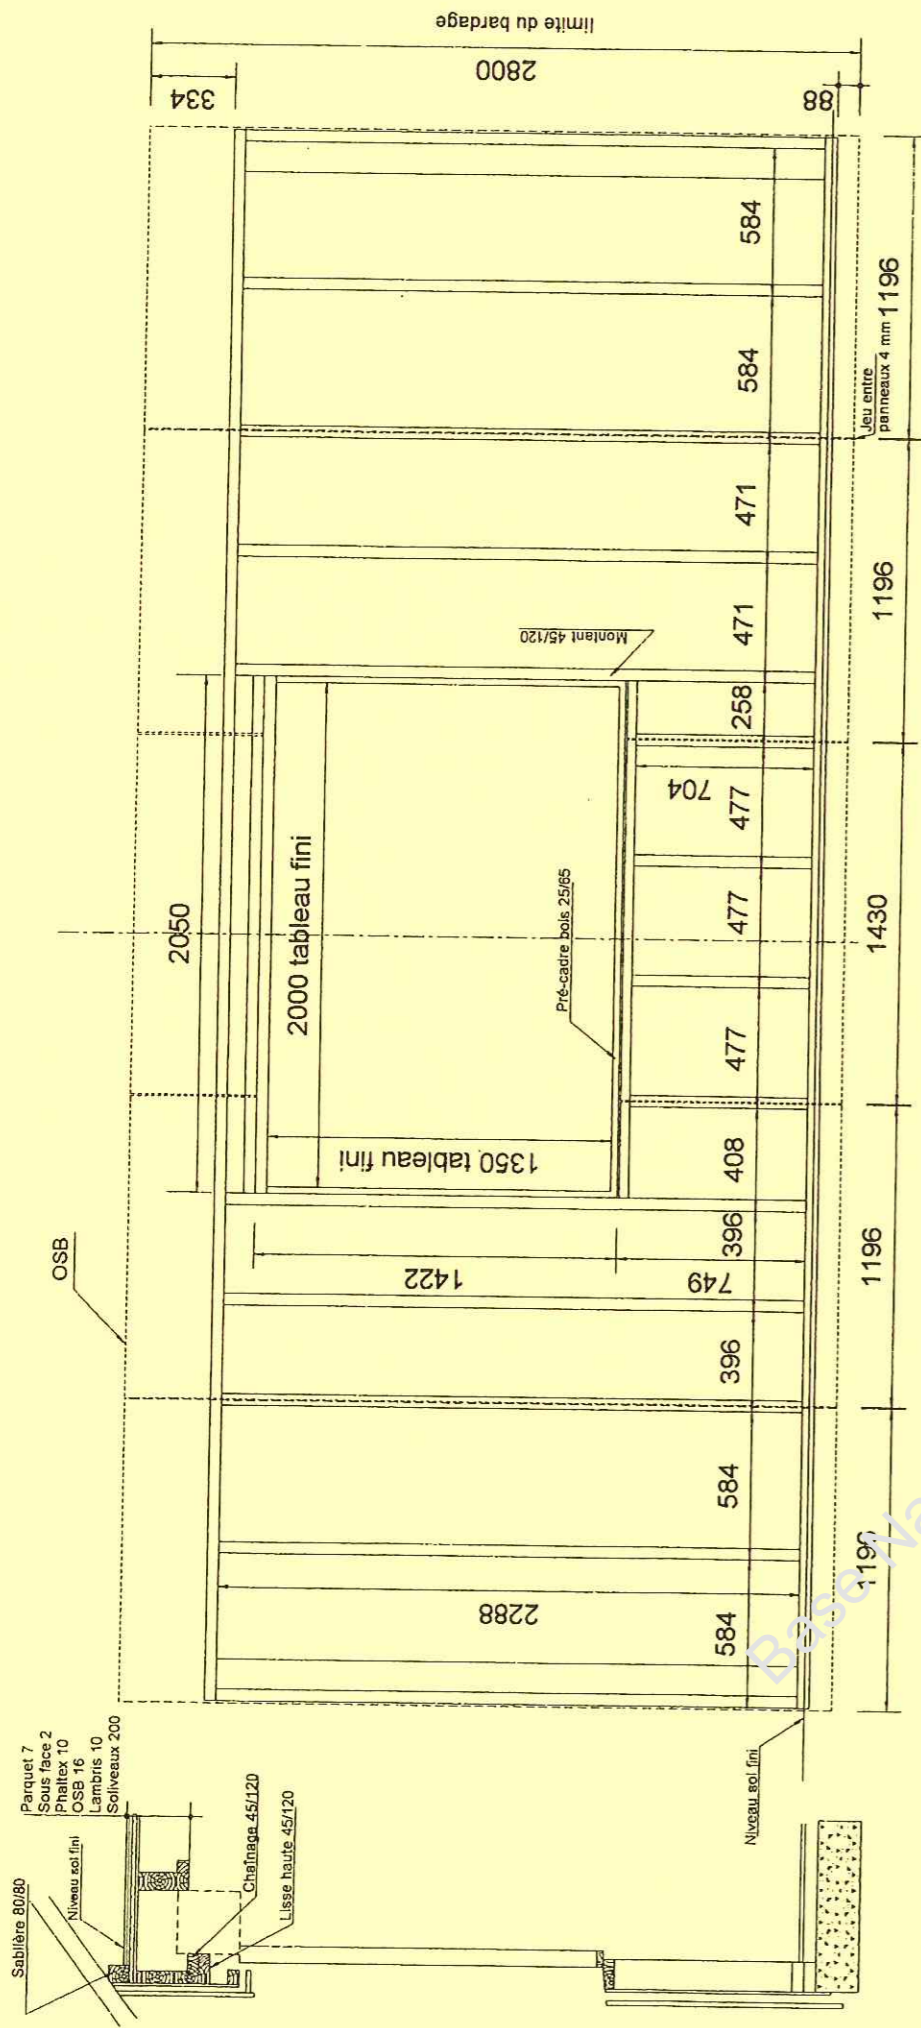 Sablière 80/80
Parquet 7
Sous face 2
Phaltex 10
OSB 16
Lambris 10
Soliveaux 200
Niveau sol fini
Chaînage 45/120
Lisse haute 45/120
Niveau sol fini
OSB
2050
2000 tableau fini
1350 tableau fini
Pré-cadre bois 25/65
Montant 45/120
1422
749
704
2288
334
2800
88
limite du bardage
584
584
396
396
408
477
477
477
258
471
471
584
584
1196
1196
1430
1196
1196
Jeu entre
panneaux 4 mm
Base Na